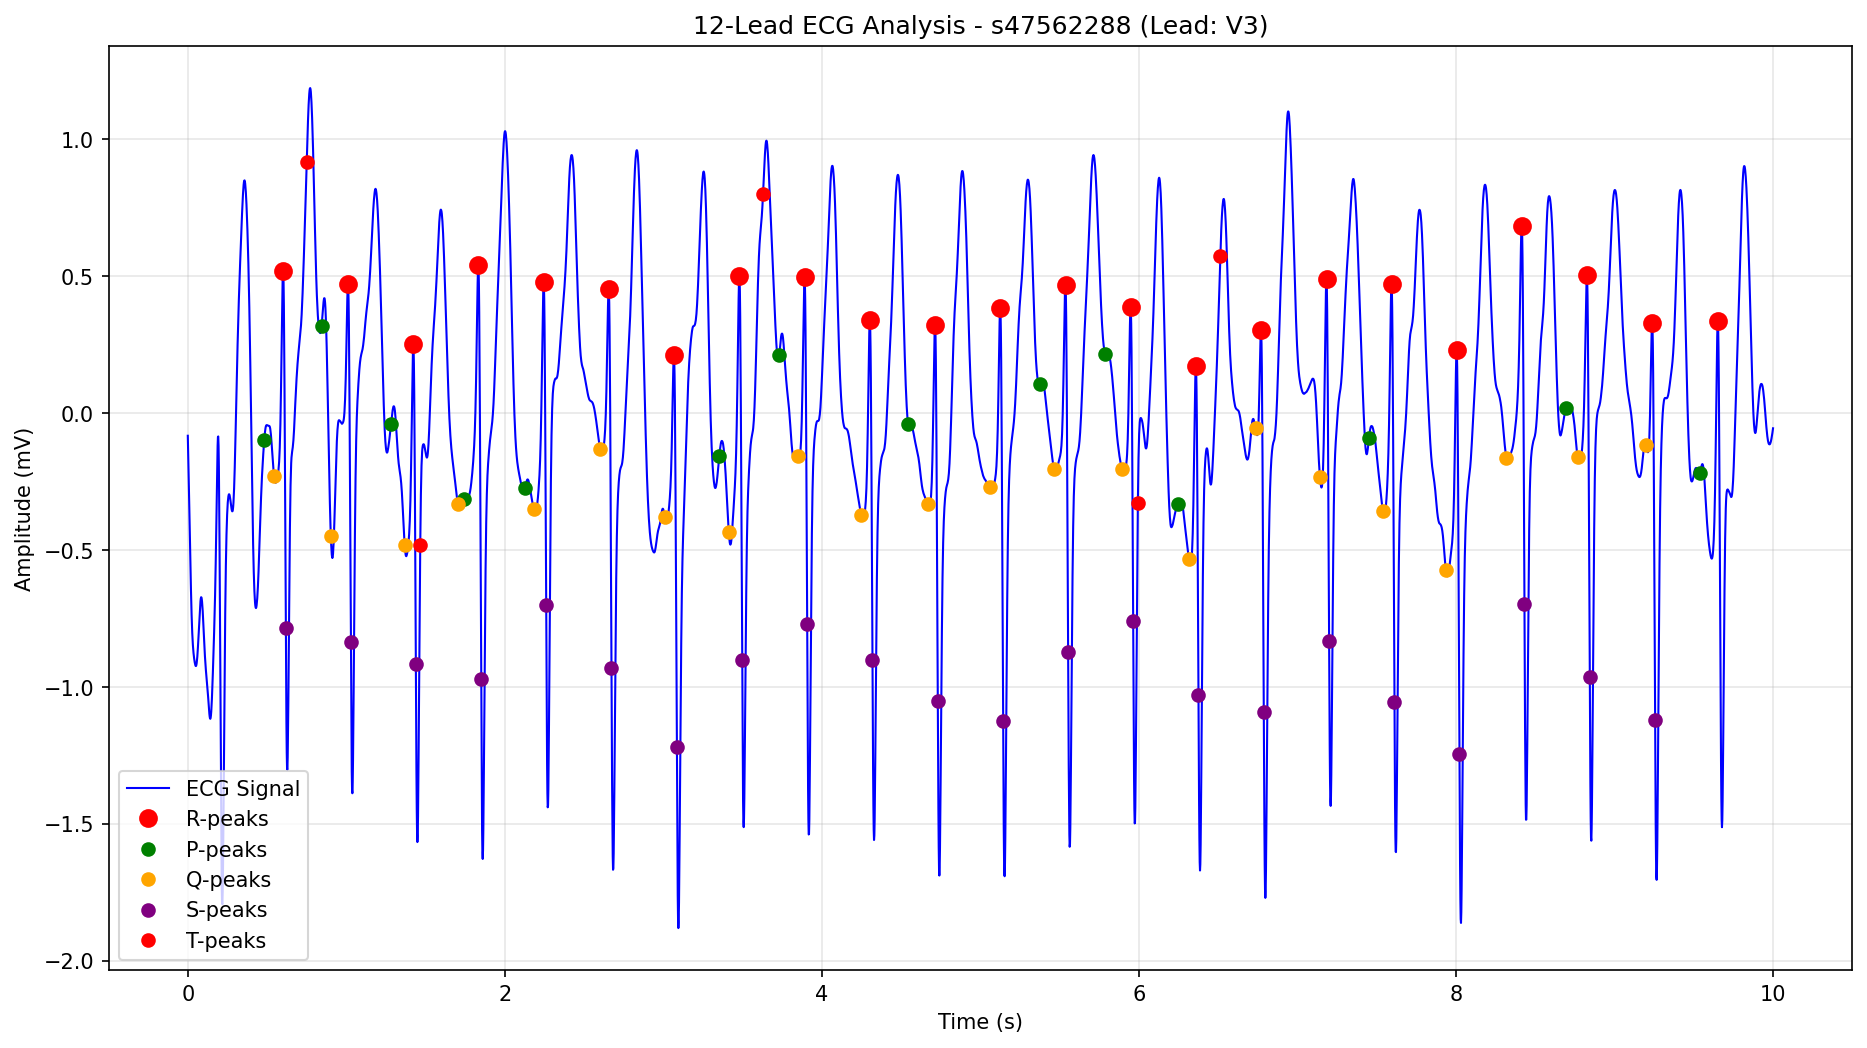 12-Lead ECG Analysis - s47562288 (Lead: V3)
Amplitude (mV)
1.0
0.5
0.0
−0.5
−1.0
−1.5
−2.0
ECG Signal
R-peaks
P-peaks
Q-peaks
S-peaks
T-peaks
0 2 4 6 8 10
Time (s)